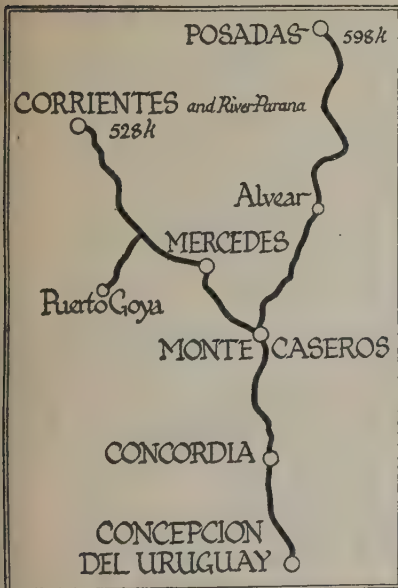 POSADAS 598k
CORRIENTES and River Parana
528k
Alvear
MERCEDES
Puerto Goya
MONTE CASEROS
CONCORDIA
CONCEPCION
DEL URUGUAY